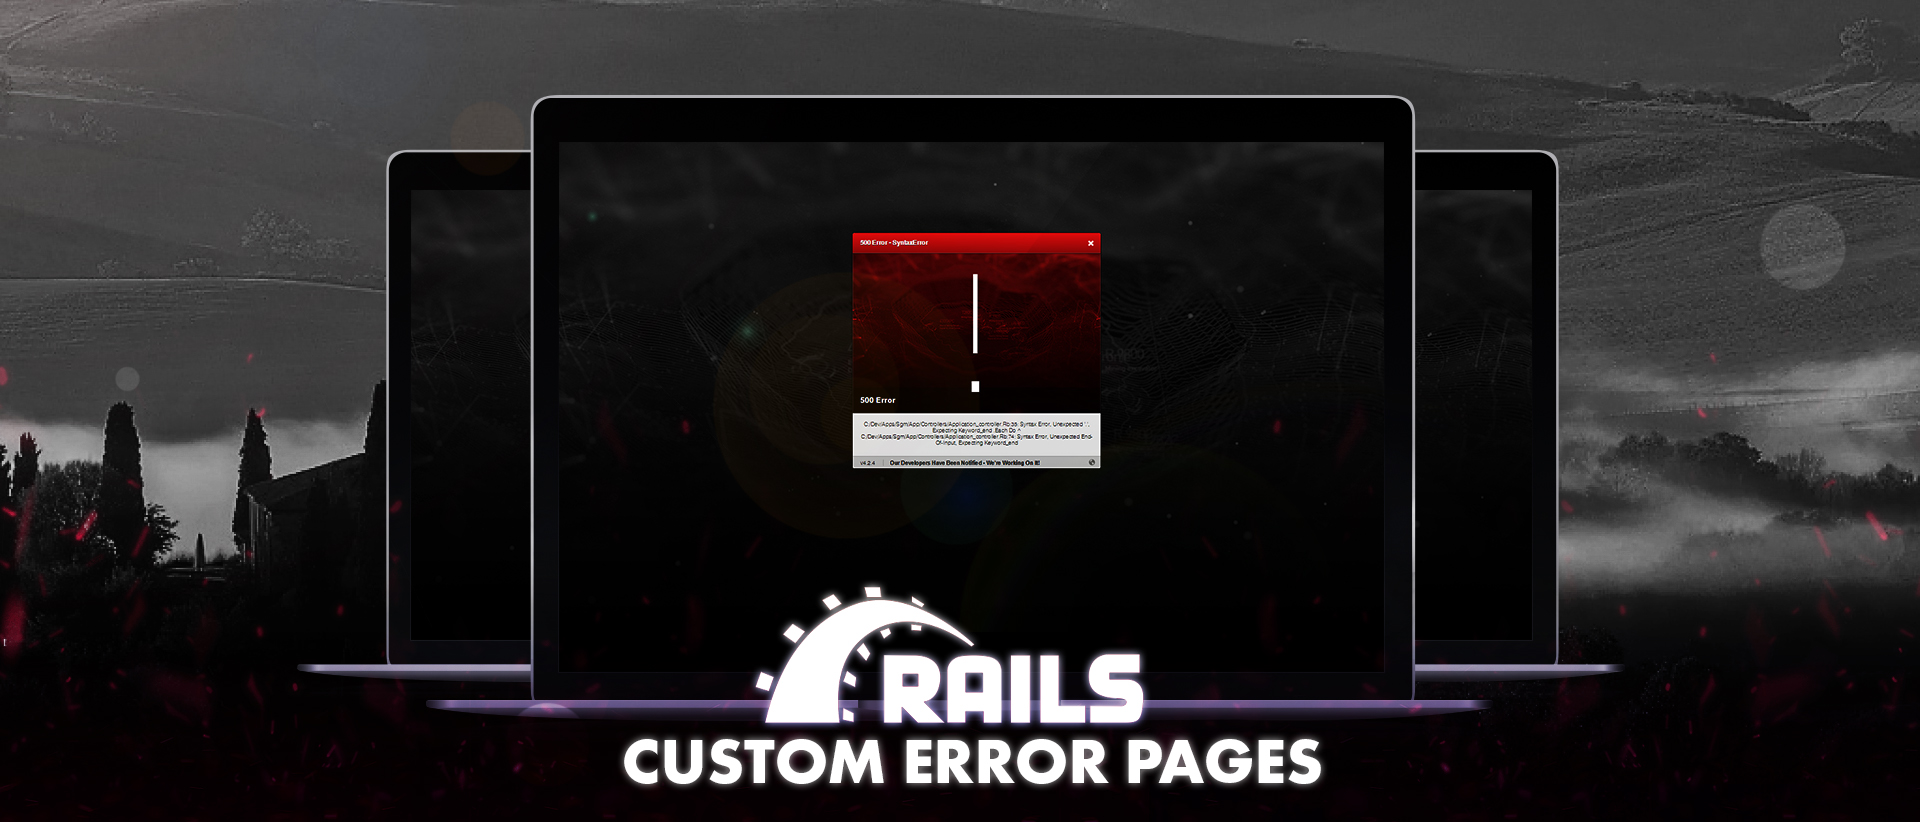 500 Error - SyntaxError
500 Error
C:/Dev/Apps/Sgm/App/Controllers/Application_controller.Rb:38: Syntax Error, Unexpected '.',
Expecting Keyword_end .Each Do ^
C:/Dev/Apps/Sgm/App/Controllers/Application_controller.Rb:74: Syntax Error, Unexpected End-
Of-Input, Expecting Keyword_end
v4.2.4 Our Developers Have Been Notified - We're Working On It!
t
RAILS
CUSTOM ERROR PAGES